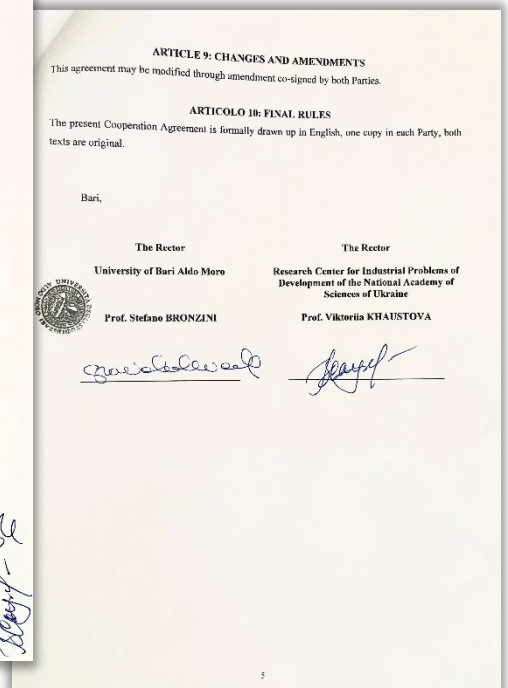 ARTICLE 9: CHANGES AND AMENDMENTS
This agreement may be modified through amendment co-signed by both Parties.
ARTICOLO 10: FINAL RULES
The present Cooperation Agreement is formally drawn up in English, one copy in each Party, both
texts are original.
Bari,
The Rector
University of Bari Aldo Moro
Prof. Stefano BRONZINI
The Rector
Research Center for Industrial Problems of
Development of the National Academy of
Sciences of Ukraine
Prof. Viktoriia KHAUSTOVA
5